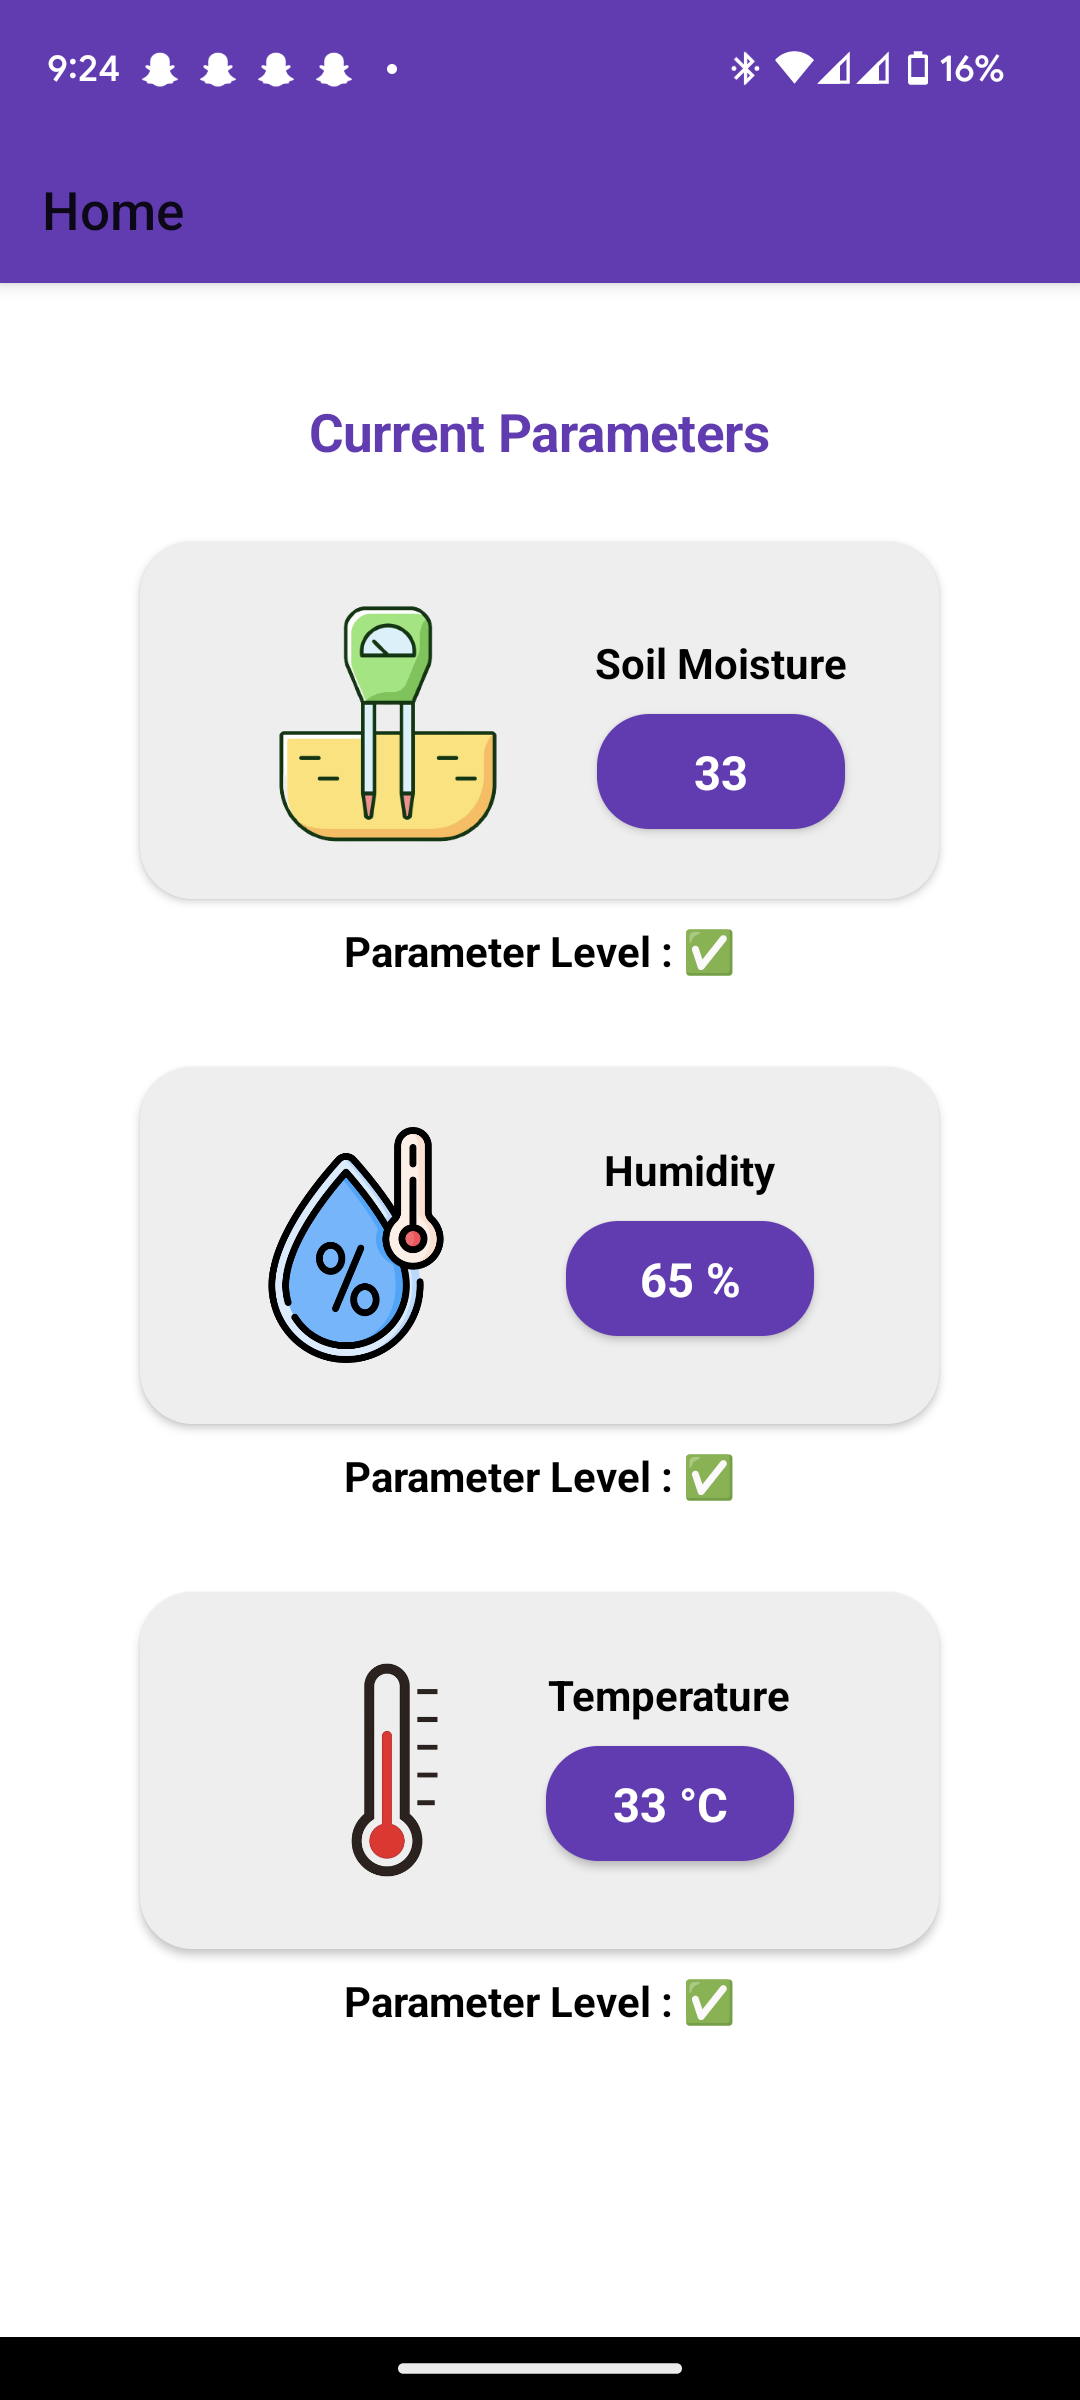 9:24 16%
Home
Current Parameters
Soil Moisture
33
Parameter Level : ✅
%
Humidity
65 %
Parameter Level : ✅
Temperature
33 °C
Parameter Level : ✅